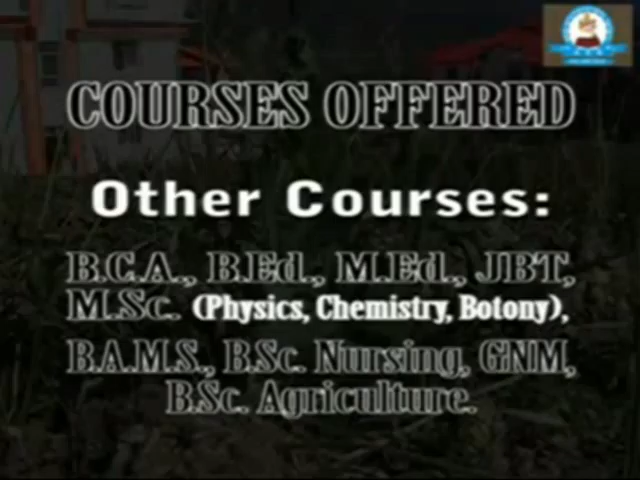 COURSES OFFERED
Other Courses:
B.C.A., B.Ed., M.Ed., JBT,
M.Sc. (Physics, Chemistry, Botony),
B.A.M.S., B.Sc. Nursing, GNM,
B.Sc. Agriculture.